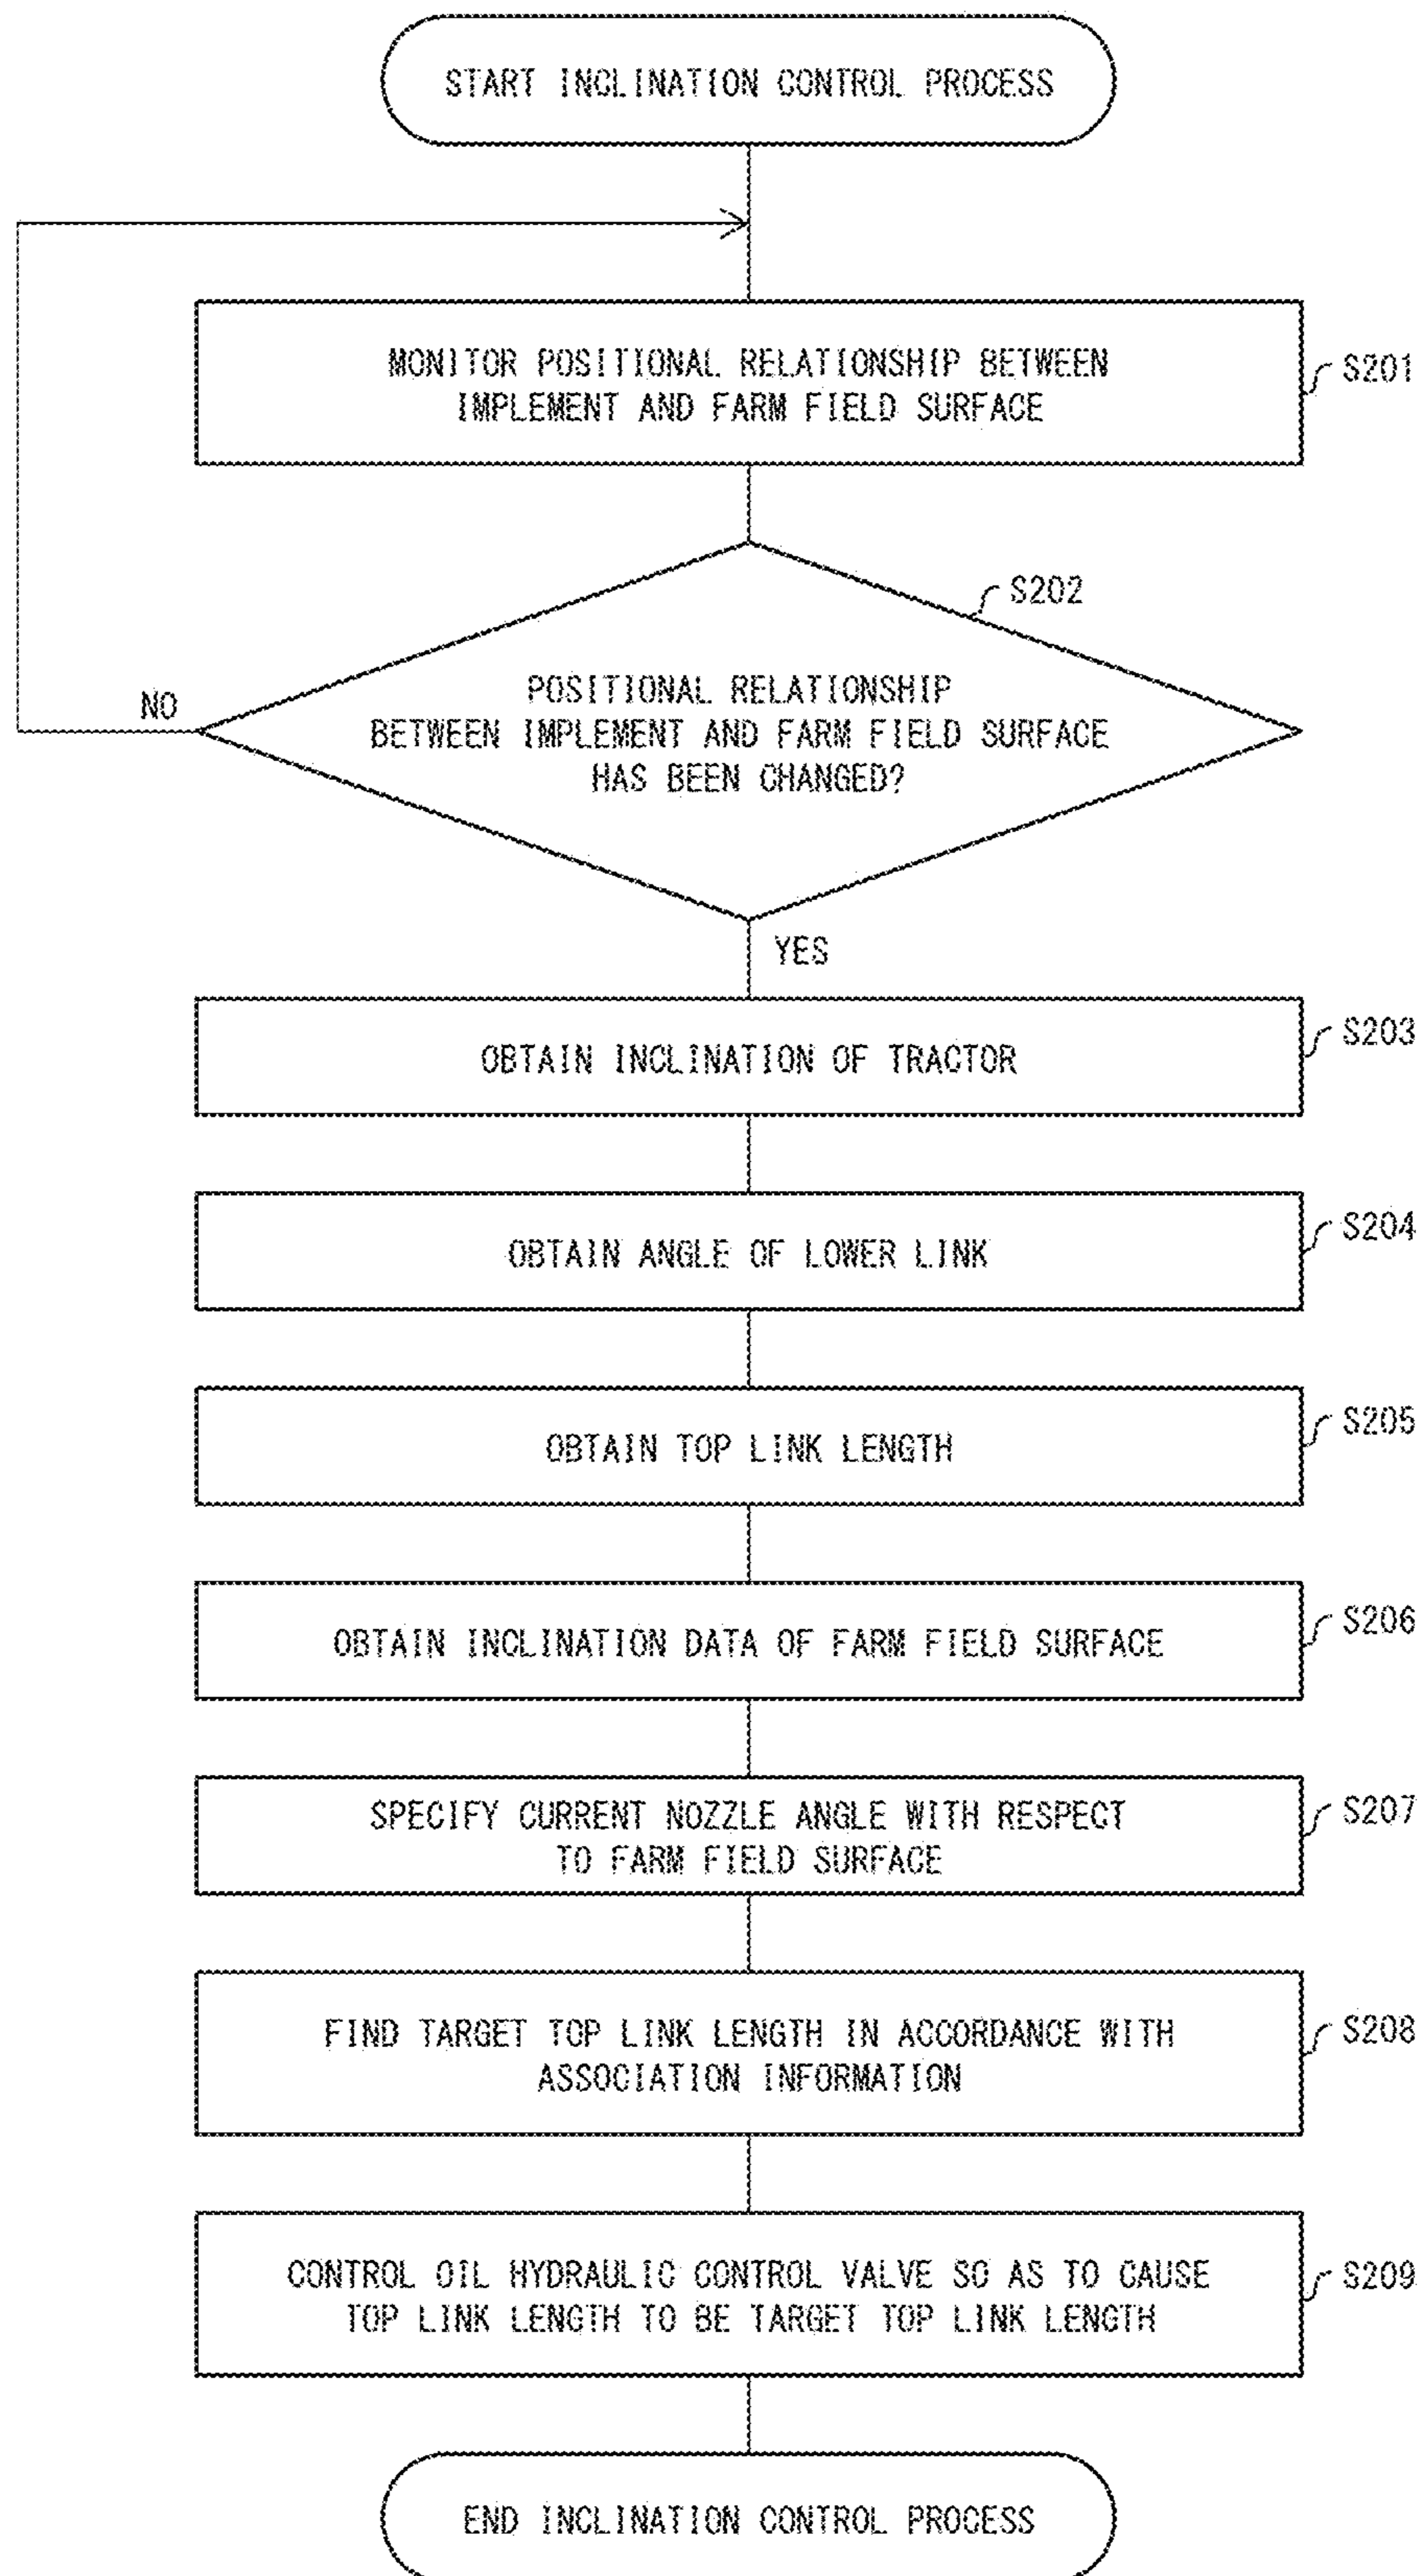 START INCLINATION CONTROL PROCESS
MONITOR POSITIONAL RELATIONSHIP BETWEEN
IMPLEMENT AND FARM FIELD SURFACE
S201
S202
POSITIONAL RELATIONSHIP
BETWEEN IMPLEMENT AND FARM FIELD SURFACE
HAS BEEN CHANGED?
NO
YES
OBTAIN INCLINATION OF TRACTOR
S203
OBTAIN ANGLE OF LOWER LINK
S204
OBTAIN TOP LINK LENGTH
S205
OBTAIN INCLINATION DATA OF FARM FIELD SURFACE
S206
SPECIFY CURRENT NOZZLE ANGLE WITH RESPECT
TO FARM FIELD SURFACE
S207
FIND TARGET TOP LINK LENGTH IN ACCORDANCE WITH
ASSOCIATION INFORMATION
S208
CONTROL OIL HYDRAULIC CONTROL VALVE SO AS TO CAUSE
TOP LINK LENGTH TO BE TARGET TOP LINK LENGTH
S209
END INCLINATION CONTROL PROCESS